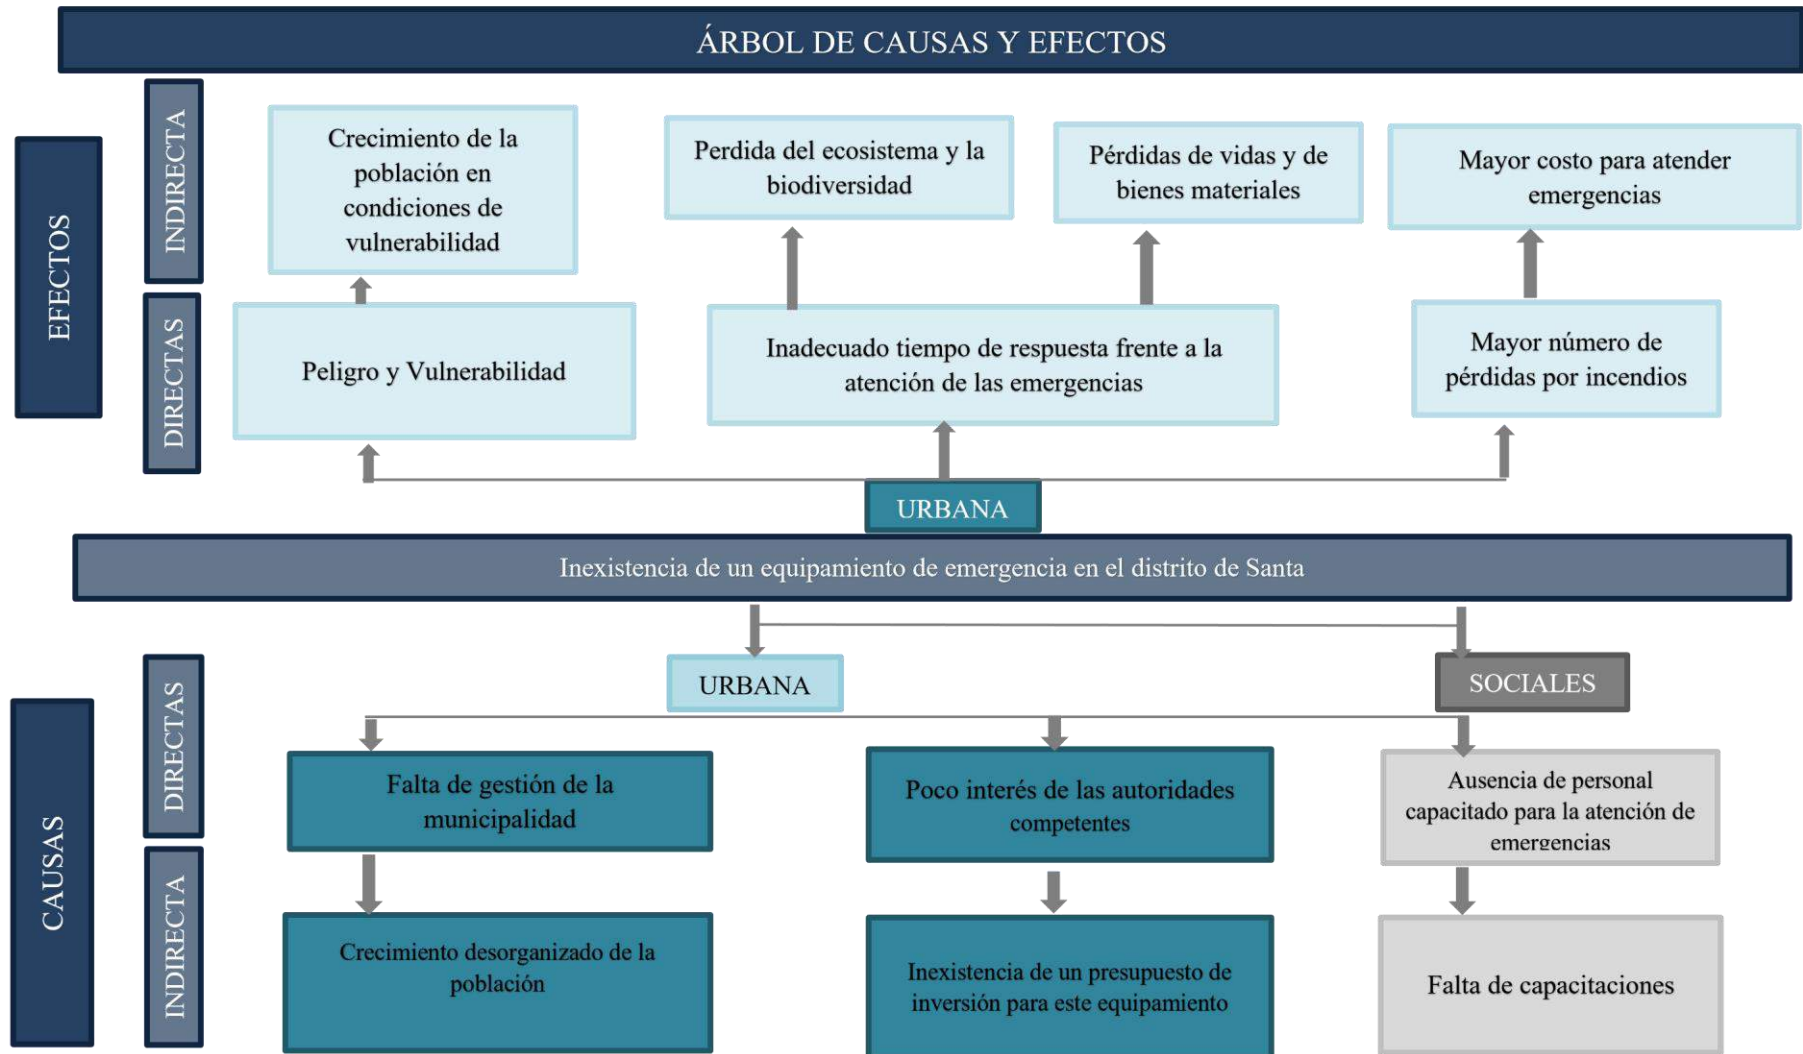 ÁRBOL DE CAUSAS Y EFECTOS
EFECTOS
INDIRECTA
Crecimiento de la
población en
condiciones de
vulnerabilidad
Perdida del ecosistema y la
biodiversidad
Pérdidas de vidas y de
bienes materiales
Mayor costo para atender
emergencias
DIRECTAS
Peligro y Vulnerabilidad
Inadecuado tiempo de respuesta frente a la
atención de las emergencias
Mayor número de
pérdidas por incendios
URBANA
Inexistencia de un equipamiento de emergencia en el distrito de Santa
URBANA
SOCIALES
CAUSAS
DIRECTAS
Falta de gestión de la
municipalidad
Poco interés de las autoridades
competentes
Ausencia de personal
capacitado para la atención de
emergencias
INDIRECTA
Crecimiento desorganizado de la
población
Inexistencia de un presupuesto de
inversión para este equipamiento
Falta de capacitaciones